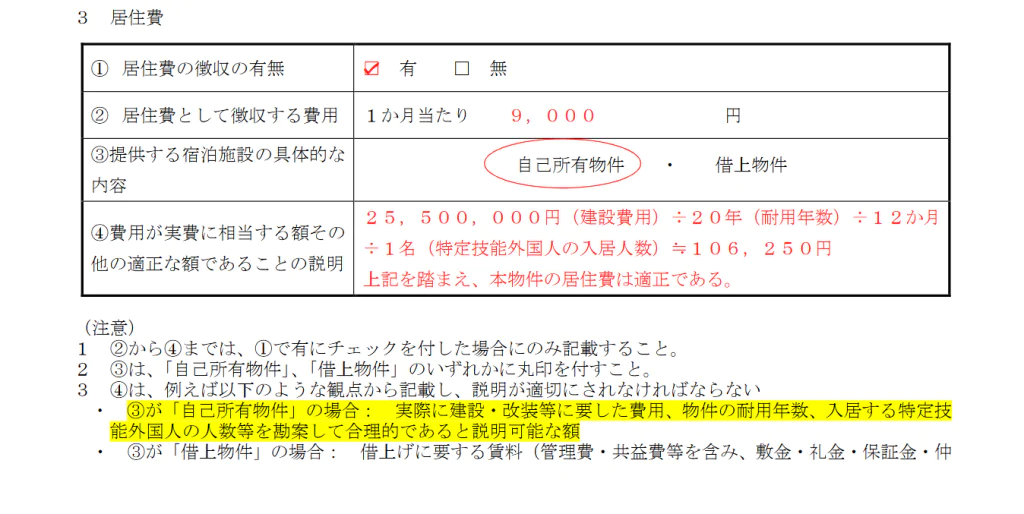 ３　居住費
①　居住費の徴収の有無
☑　有　　□　無
②　居住費として徴収する費用
１か月当たり　　９，０００　　円
③提供する宿泊施設の具体的な
内容
自己所有物件　・　借上物件
④費用が実費に相当する額その
他の適正な額であることの説明
２５，５００，０００円（建設費用）÷２０年（耐用年数）÷１２か月
÷１名（特定技能外国人の入居人数）≒１０６，２５０円
上記を踏まえ、本物件の居住費は適正である。
（注意）
１　②から④までは、①で有にチェックを付した場合にのみ記載すること。
２　③は、「自己所有物件」、「借上物件」のいずれかに丸印を付すこと。
３　④は、例えば以下のような観点から記載し、説明が適切にされなければならない
・　③が「自己所有物件」の場合：　実際に建設・改装等に要した費用、物件の耐用年数、入居する特定技
能外国人の人数等を勘案して合理的であると説明可能な額
・　③が「借上物件」の場合：　借上げに要する賃料（管理費・共益費等を含み、敷金・礼金・保証金・仲